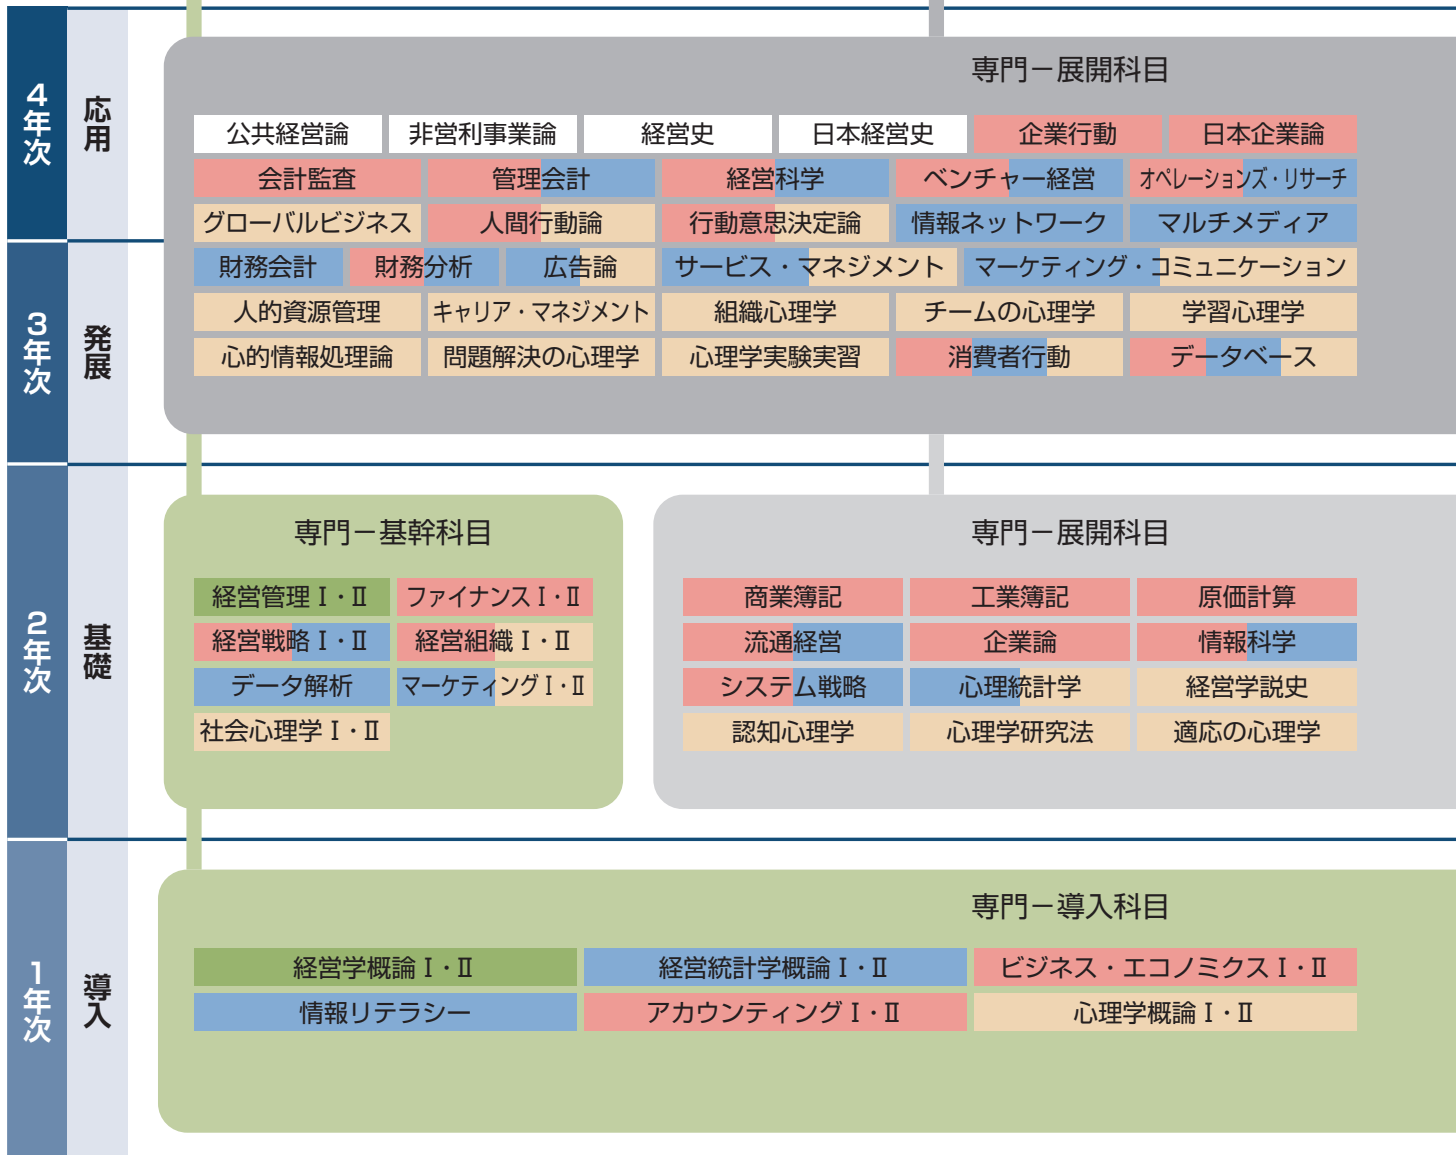 4年次
応用
専門－展開科目
公共経営論 非営利事業論 経営史 日本経営史 企業行動 日本企業論
会計監査 管理会計 経営科学 ベンチャー経営 オペレーションズ・リサーチ
グローバルビジネス 人間行動論 行動意思決定論 情報ネットワーク マルチメディア
3年次
発展
財務会計 財務分析 広告論 サービス・マネジメント マーケティング・コミュニケーション
人的資源管理 キャリア・マネジメント 組織心理学 チームの心理学 学習心理学
心的情報処理論 問題解決の心理学 心理学実験実習 消費者行動 データベース
2年次
基礎
専門－基幹科目
経営管理Ⅰ・Ⅱ ファイナンスⅠ・Ⅱ
経営戦略Ⅰ・Ⅱ 経営組織Ⅰ・Ⅱ
データ解析 マーケティングⅠ・Ⅱ
社会心理学Ⅰ・Ⅱ
専門－展開科目
商業簿記 工業簿記 原価計算
流通経営 企業論 情報科学
システム戦略 心理統計学 経営学説史
認知心理学 心理学研究法 適応の心理学
1年次
導入
専門－導入科目
経営学概論Ⅰ・Ⅱ 経営統計学概論Ⅰ・Ⅱ ビジネス・エコノミクスⅠ・Ⅱ
情報リテラシー アカウンティングⅠ・Ⅱ 心理学概論Ⅰ・Ⅱ